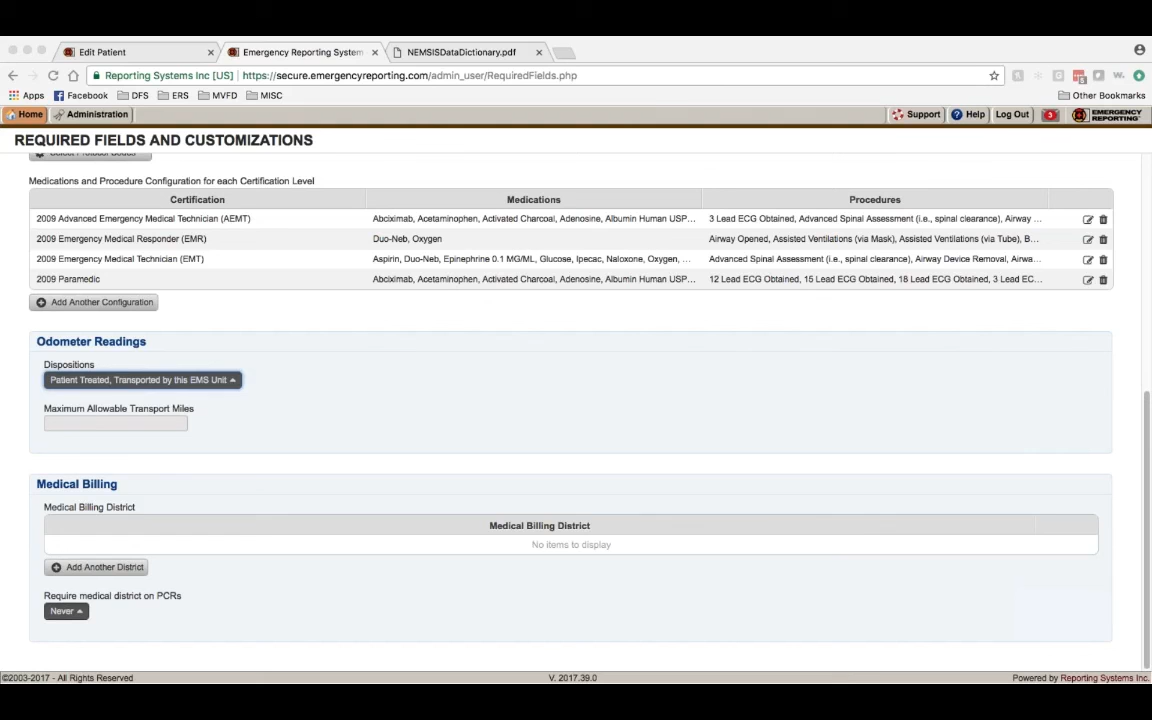 Edit Patient
Emergency Reporting System
NEMSISDataDictionary.pdf
Reporting Systems Inc [US] https://secure.emergencyreporting.com/admin_user/RequiredFields.php
Apps Facebook DFS ERS MVFD MISC Other Bookmarks
Home Administration Support Help Log Out EMERGENCY REPORTING
REQUIRED FIELDS AND CUSTOMIZATIONS
Medications and Procedure Configuration for each Certification Level
Certification Medications Procedures
2009 Advanced Emergency Medical Technician (AEMT) Abciximab, Acetaminophen, Activated Charcoal, Adenosine, Albumin Human USP... 3 Lead ECG Obtained, Advanced Spinal Assessment (i.e., spinal clearance), Airway ...
2009 Emergency Medical Responder (EMR) Duo-Neb, Oxygen Airway Opened, Assisted Ventilations (via Mask), Assisted Ventilations (via Tube), B...
2009 Emergency Medical Technician (EMT) Aspirin, Duo-Neb, Epinephrine 0.1 MG/ML, Glucose, Ipecac, Naloxone, Oxygen, ... Advanced Spinal Assessment (i.e., spinal clearance), Airway Device Removal, Airwa...
2009 Paramedic Abciximab, Acetaminophen, Activated Charcoal, Adenosine, Albumin Human USP... 12 Lead ECG Obtained, 15 Lead ECG Obtained, 18 Lead ECG Obtained, 3 Lead EC...
Add Another Configuration
Odometer Readings
Dispositions
Patient Treated, Transported by this EMS Unit
Maximum Allowable Transport Miles
Medical Billing
Medical Billing District
Medical Billing District
No items to display
Add Another District
Require medical district on PCRs
Never
©2003-2017 - All Rights Reserved V. 2017.39.0 Powered by Reporting Systems Inc.